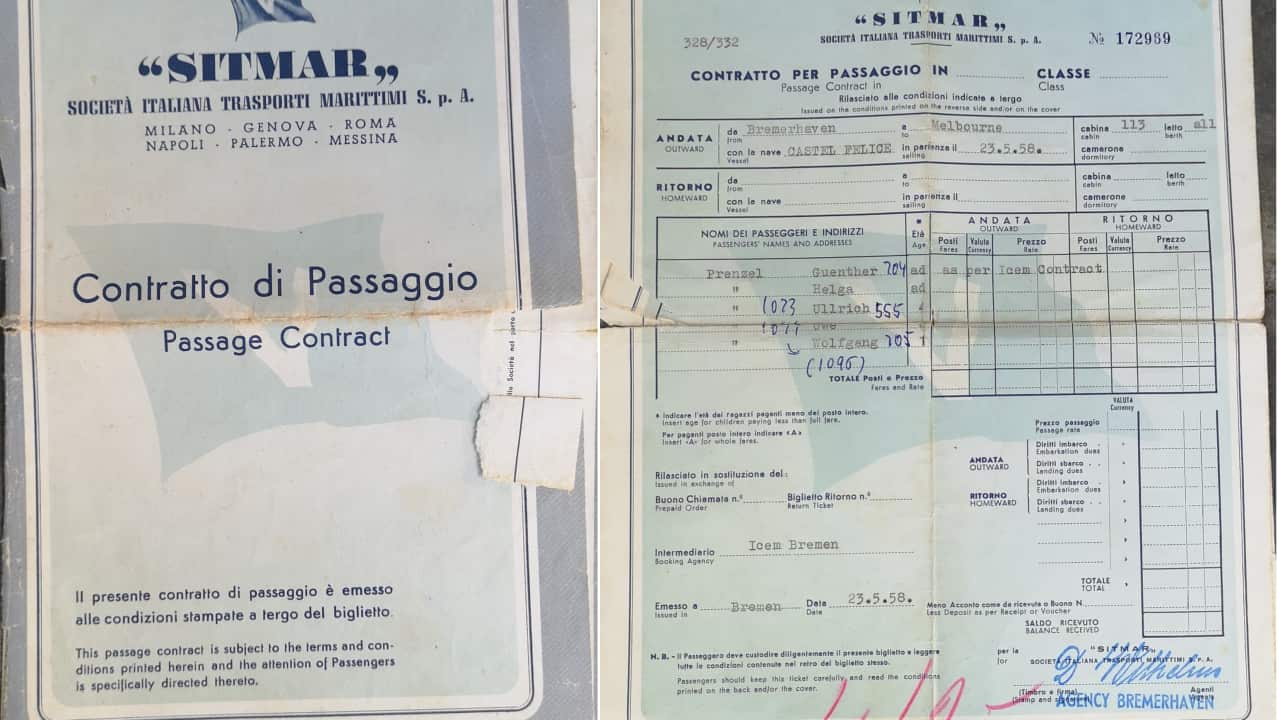 “SITMAR„
SOCIETÀ ITALIANA TRASPORTI MARITTIMI S. p. A.
MILANO - GENOVA - ROMA
NAPOLI - PALERMO - MESSINA
Contratto di Passaggio
Passage Contract
Il presente contratto di passaggio è emesso
alle condizioni stampate a tergo del biglietto.
This passage contract is subject to the terms and con-
ditions printed herein and the attention of Passengers
is specifically directed thereto.
“SITMAR„
SOCIETÀ ITALIANA TRASPORTI MARITTIMI S. p. A.
328/332
№ 172989
CONTRATTO PER PASSAGGIO IN CLASSE
Passage Contract in Class
Rilasciato alle condizioni indicate a tergo
Issued on the conditions printed on the reverse side and/or on the cover
ANDATA da Bremerhaven a Melbourne cabina 113 letto all
OUTWARD from to cabin berth
con la nave CASTEL FELICE in partenza il 23.5.58. camerone
Vessel sailing dormitory
RITORNO da a cabina letto
HOMEWARD from to cabin berth
con la nave in partenza il camerone
Vessel sailing dormitory
NOMI DEI PASSEGGERI E INDIRIZZI
PASSENGERS' NAMES AND ADDRESSES
Età
Age
ANDATA
OUTWARD
RITORNO
HOMEWARD
Posti Valuta Prezzo Posti Valuta Prezzo
Fares Currency Rate Fares Currency Rate
Prenzel Guenther 704 ad as per Icem Contract
" Helga ad
" 1073 Ullrich 555
" Uwe
" Wolfgang 705
(1095)
TOTALE Posti e Prezzo
Fares and Rate
* Indicare l'età dei ragazzi paganti meno del posto intero.
Insert age for children paying less than full fare.
Per paganti posto intero indicare «A»
Insert «A» for whole fares.
Rilasciato in sostituzione del:
Issued in exchange of
Buono Chiamata n.º Biglietto Ritorno n.º
Prepaid Order Return Ticket
Intermediario Icem Bremen
Booking Agency
Emesso a Bremen Data 23.5.58.
Issued in Date
VALUTA
Currency
Prezzo passaggio
Passage rate
ANDATA
OUTWARD
Diritti imbarco
Embarkation dues
Diritti sbarco
Landing dues
RITORNO
HOMEWARD
Diritti imbarco
Embarkation dues
Diritti sbarco
Landing dues
TOTALE
TOTAL
Meno Acconto come da ricevuta o Buono N.
Less Deposit as per Receipt or Voucher
SALDO RICEVUTO
BALANCE RECEIVED
N. B. - Il Passeggero deve custodire diligentemente il presente biglietto e leggere
tutte le condizioni contenute nel retro del biglietto stesso.
Passengers should keep this ticket carefully and read the conditions
printed on the back and/or the cover.
per la "SITMAR„
for SOCIETÀ ITALIANA TRASPORTI MARITTIMI S. P. A.
(Timbro e firma) Agenti
AGENCY BREMERHAVEN